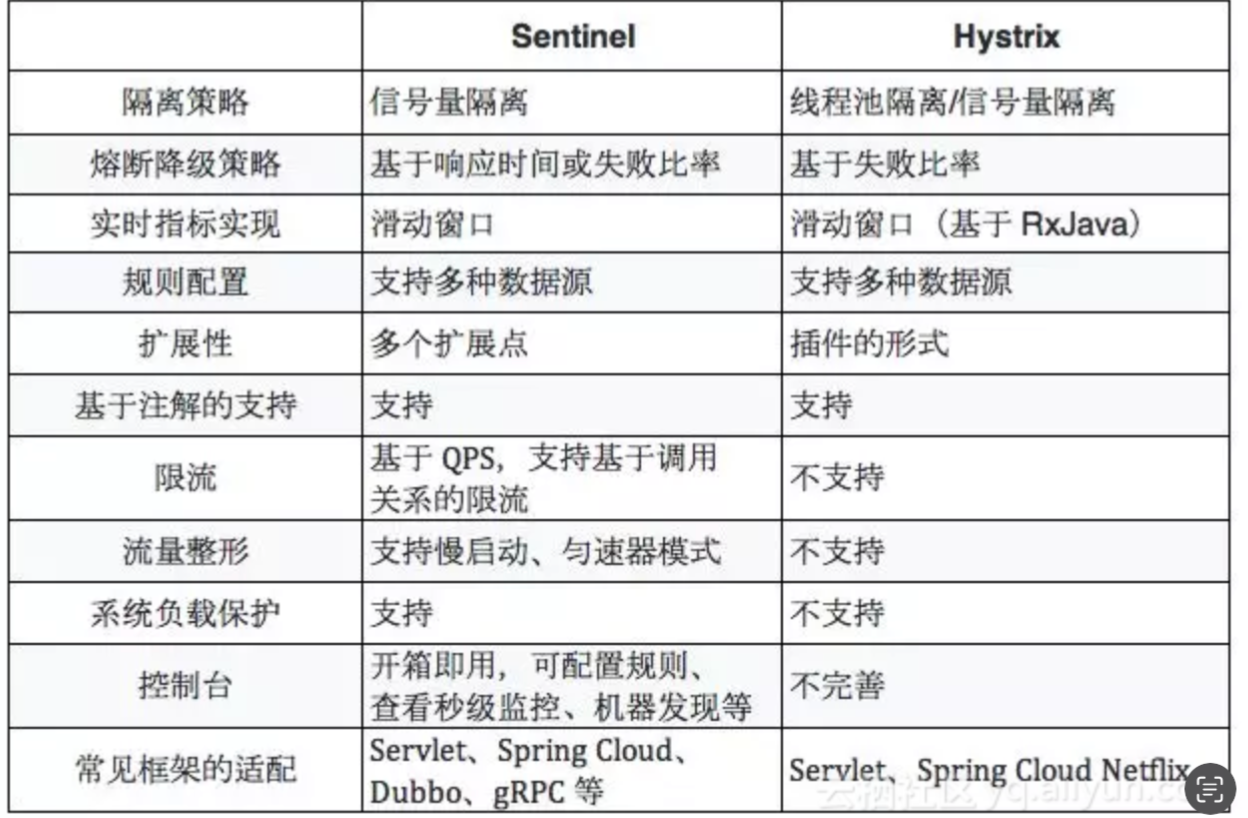 Sentinel Hystrix
隔离策略 信号量隔离 线程池隔离/信号量隔离
熔断降级策略 基于响应时间或失败比率 基于失败比率
实时指标实现 滑动窗口 滑动窗口（基于 RxJava）
规则配置 支持多种数据源 支持多种数据源
扩展性 多个扩展点 插件的形式
基于注解的支持 支持 支持
限流 基于 QPS，支持基于调用
关系的限流 不支持
流量整形 支持慢启动、匀速器模式 不支持
系统负载保护 支持 不支持
控制台 开箱即用，可配置规则、
查看秒级监控、机器发现等 不完善
常见框架的适配 Servlet、Spring Cloud、
Dubbo、gRPC 等 Servlet、Spring Cloud Netflix
云栖社区 yq.aliyun.c